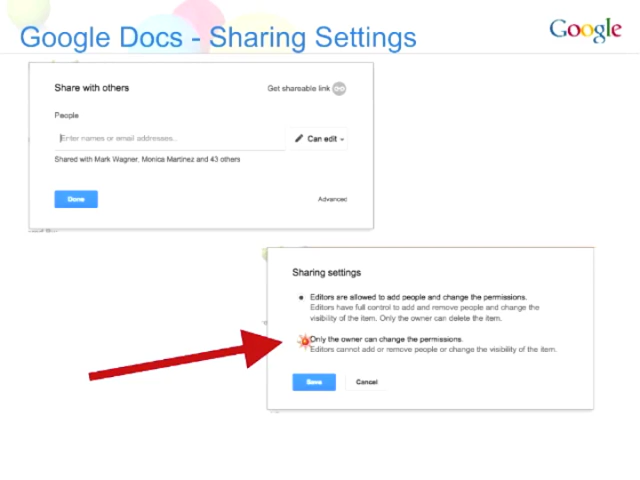 Google Docs - Sharing Settings
Google
Share with others
Get shareable link
People
Enter names or email addresses...
Can edit
Shared with Mark Wagner, Monica Martinez and 43 others
Done
Advanced
Sharing settings
Editors are allowed to add people and change the permissions.
Editors have full control to add and remove people and change the
visibility of the item. Only the owner can delete the item.
Only the owner can change the permissions.
Editors cannot add or remove people or change the visibility of the item.
Save
Cancel